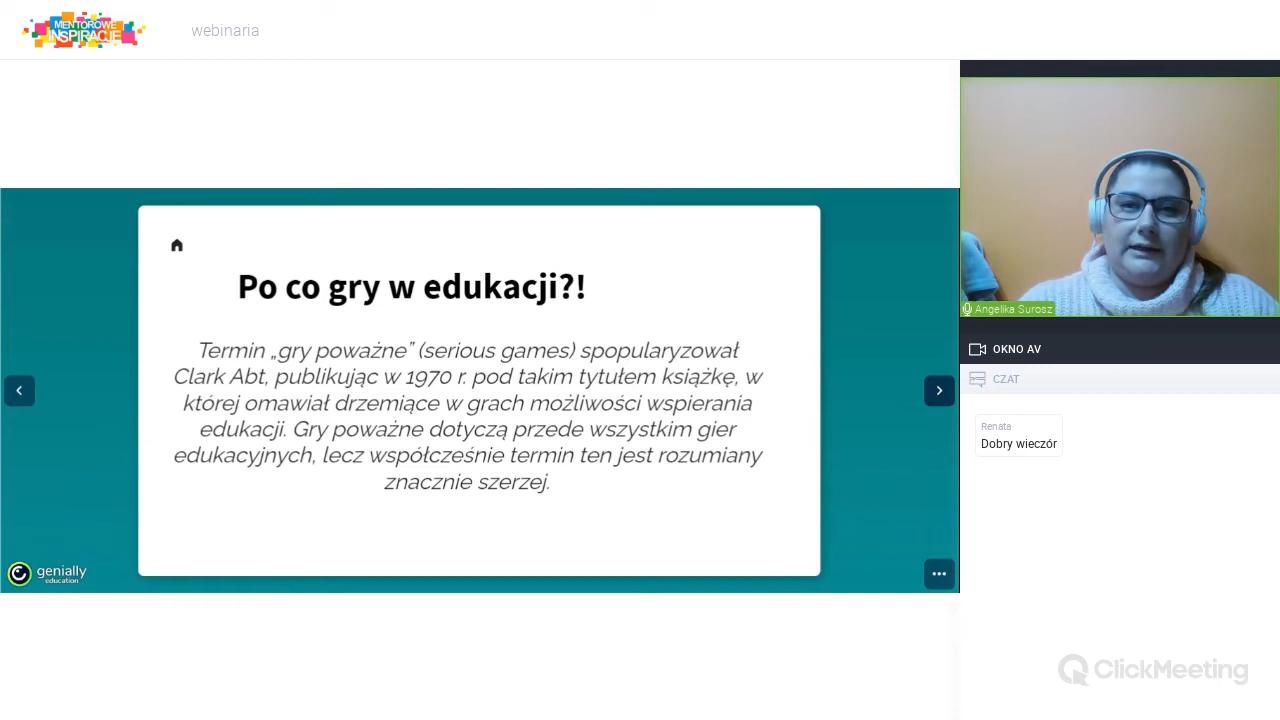 MENTOROWE
INSPIRACJE
webinaria
Po co gry w edukacji?!
Termin „gry poważne” (serious games) spopularyzował
Clark Abt, publikując w 1970 r. pod takim tytułem książkę, w
której omawiał drzemiące w grach możliwości wspierania
edukacji. Gry poważne dotyczą przede wszystkim gier
edukacyjnych, lecz współcześnie termin ten jest rozumiany
znacznie szerzej.
genially
education
Angelika Surosz
OKNO AV
CZAT
Renata
Dobry wieczór
ClickMeeting